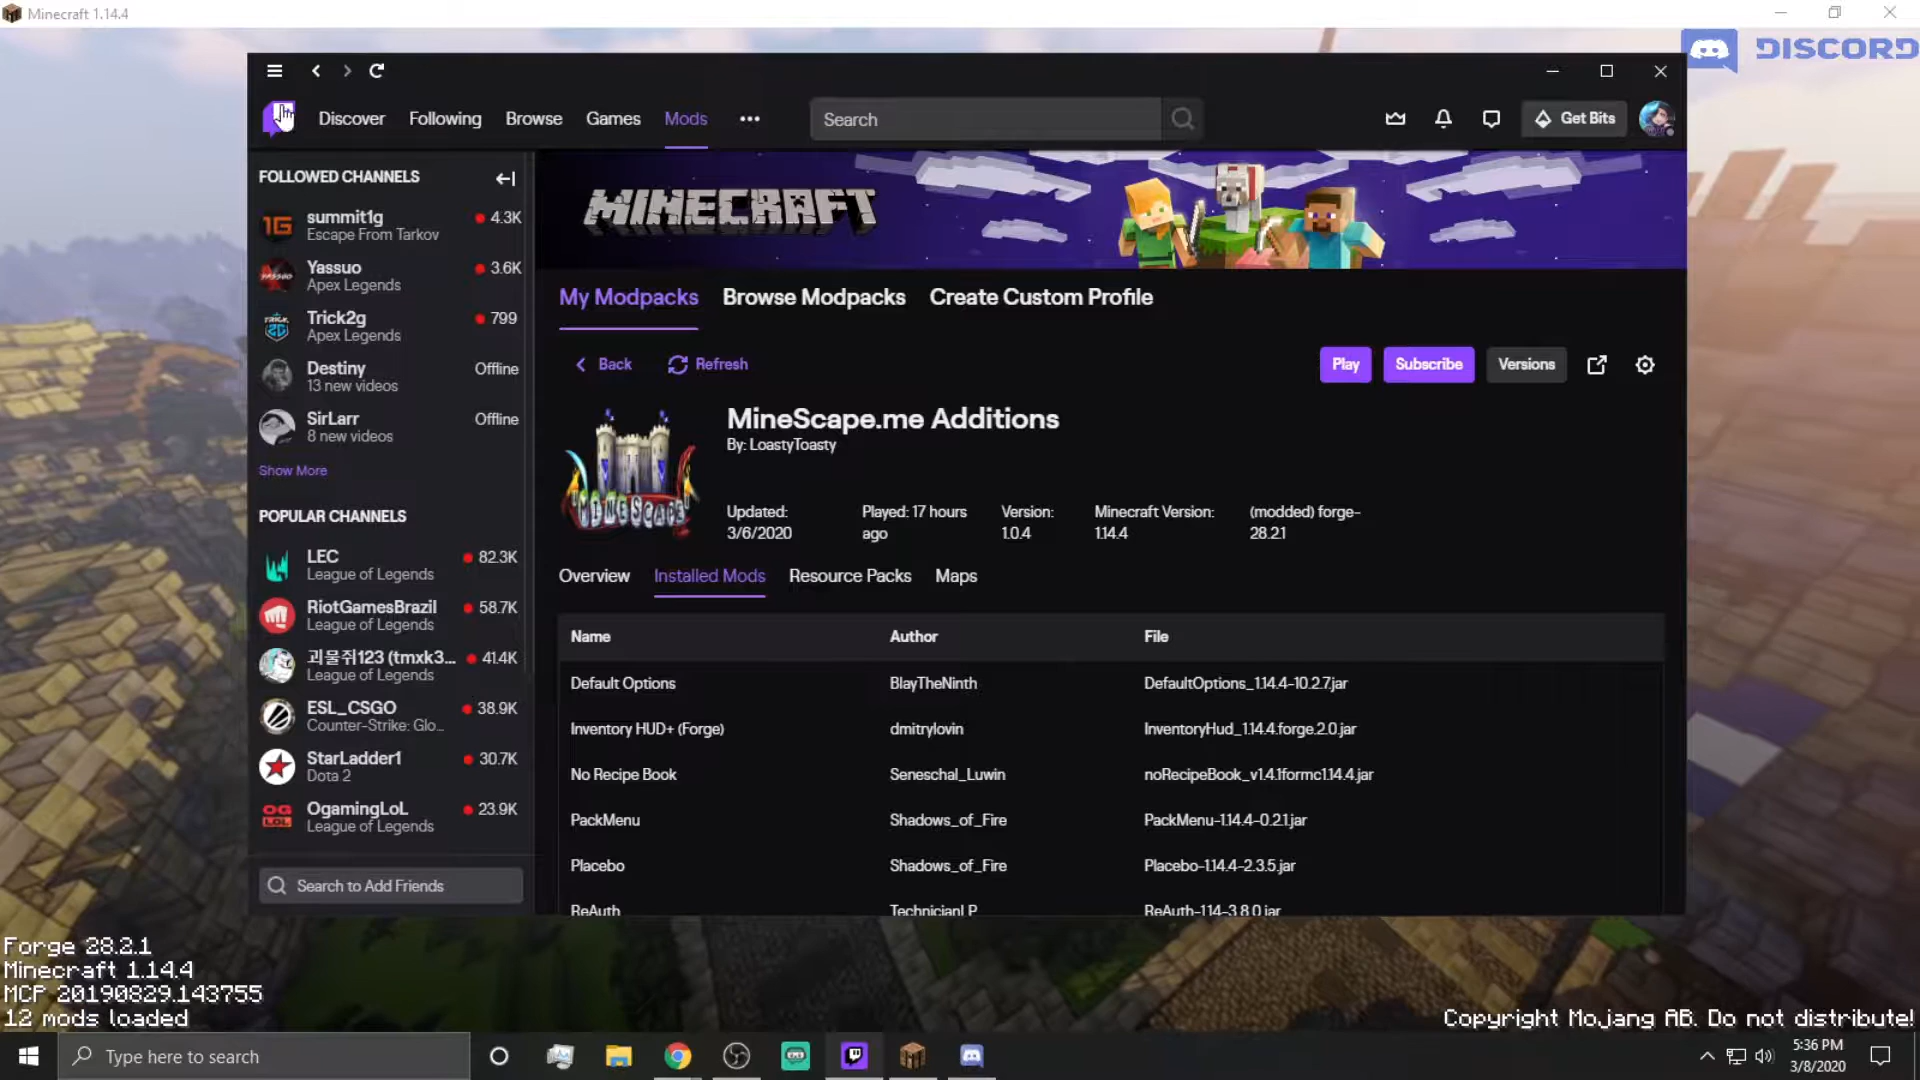 Minecraft 1.14.4
DISCORD
Discover Following Browse Games Mods
Search
Get Bits
FOLLOWED CHANNELS
summit1g 4.3K
Escape From Tarkov
Yassuo 3.6K
Apex Legends
Trick2g 799
Apex Legends
Destiny Offline
13 new videos
SirLarr Offline
8 new videos
Show More
POPULAR CHANNELS
LEC 82.3K
League of Legends
RiotGamesBrazil 58.7K
League of Legends
괴물쥐123 (tmxk3... 41.4K
League of Legends
ESL_CSGO 38.9K
Counter-Strike: Glo...
StarLadder1 30.7K
Dota 2
OgamingLoL 23.9K
League of Legends
Search to Add Friends
MINECRAFT
My Modpacks Browse Modpacks Create Custom Profile
Back Refresh
Play Subscribe Versions
MINESCAPE
MineScape.me Additions
By: LoastyToasty
Updated: 3/6/2020
Played: 17 hours ago
Version: 1.0.4
Minecraft Version: 1.14.4
(modded) forge-28.2.1
Overview Installed Mods Resource Packs Maps
Name Author File
Default Options BlayTheNinth DefaultOptions_1.14.4-10.2.7.jar
Inventory HUD+ (Forge) dmitrylovin InventoryHud_1.14.4.forge.2.0.jar
No Recipe Book Seneschal_Luwin noRecipeBook_v1.4.1formc1.14.4.jar
PackMenu Shadows_of_Fire PackMenu-1.14.4-0.2.1.jar
Placebo Shadows_of_Fire Placebo-1.14.4-2.3.5.jar
ReAuth TechnicianLP ReAuth-1.14-3.8.0.jar
Forge 28.2.1
Minecraft 1.14.4
MCP 20190829.143755
12 mods loaded
Copyright Mojang AB. Do not distribute!
Type here to search
5:36 PM
3/8/2020